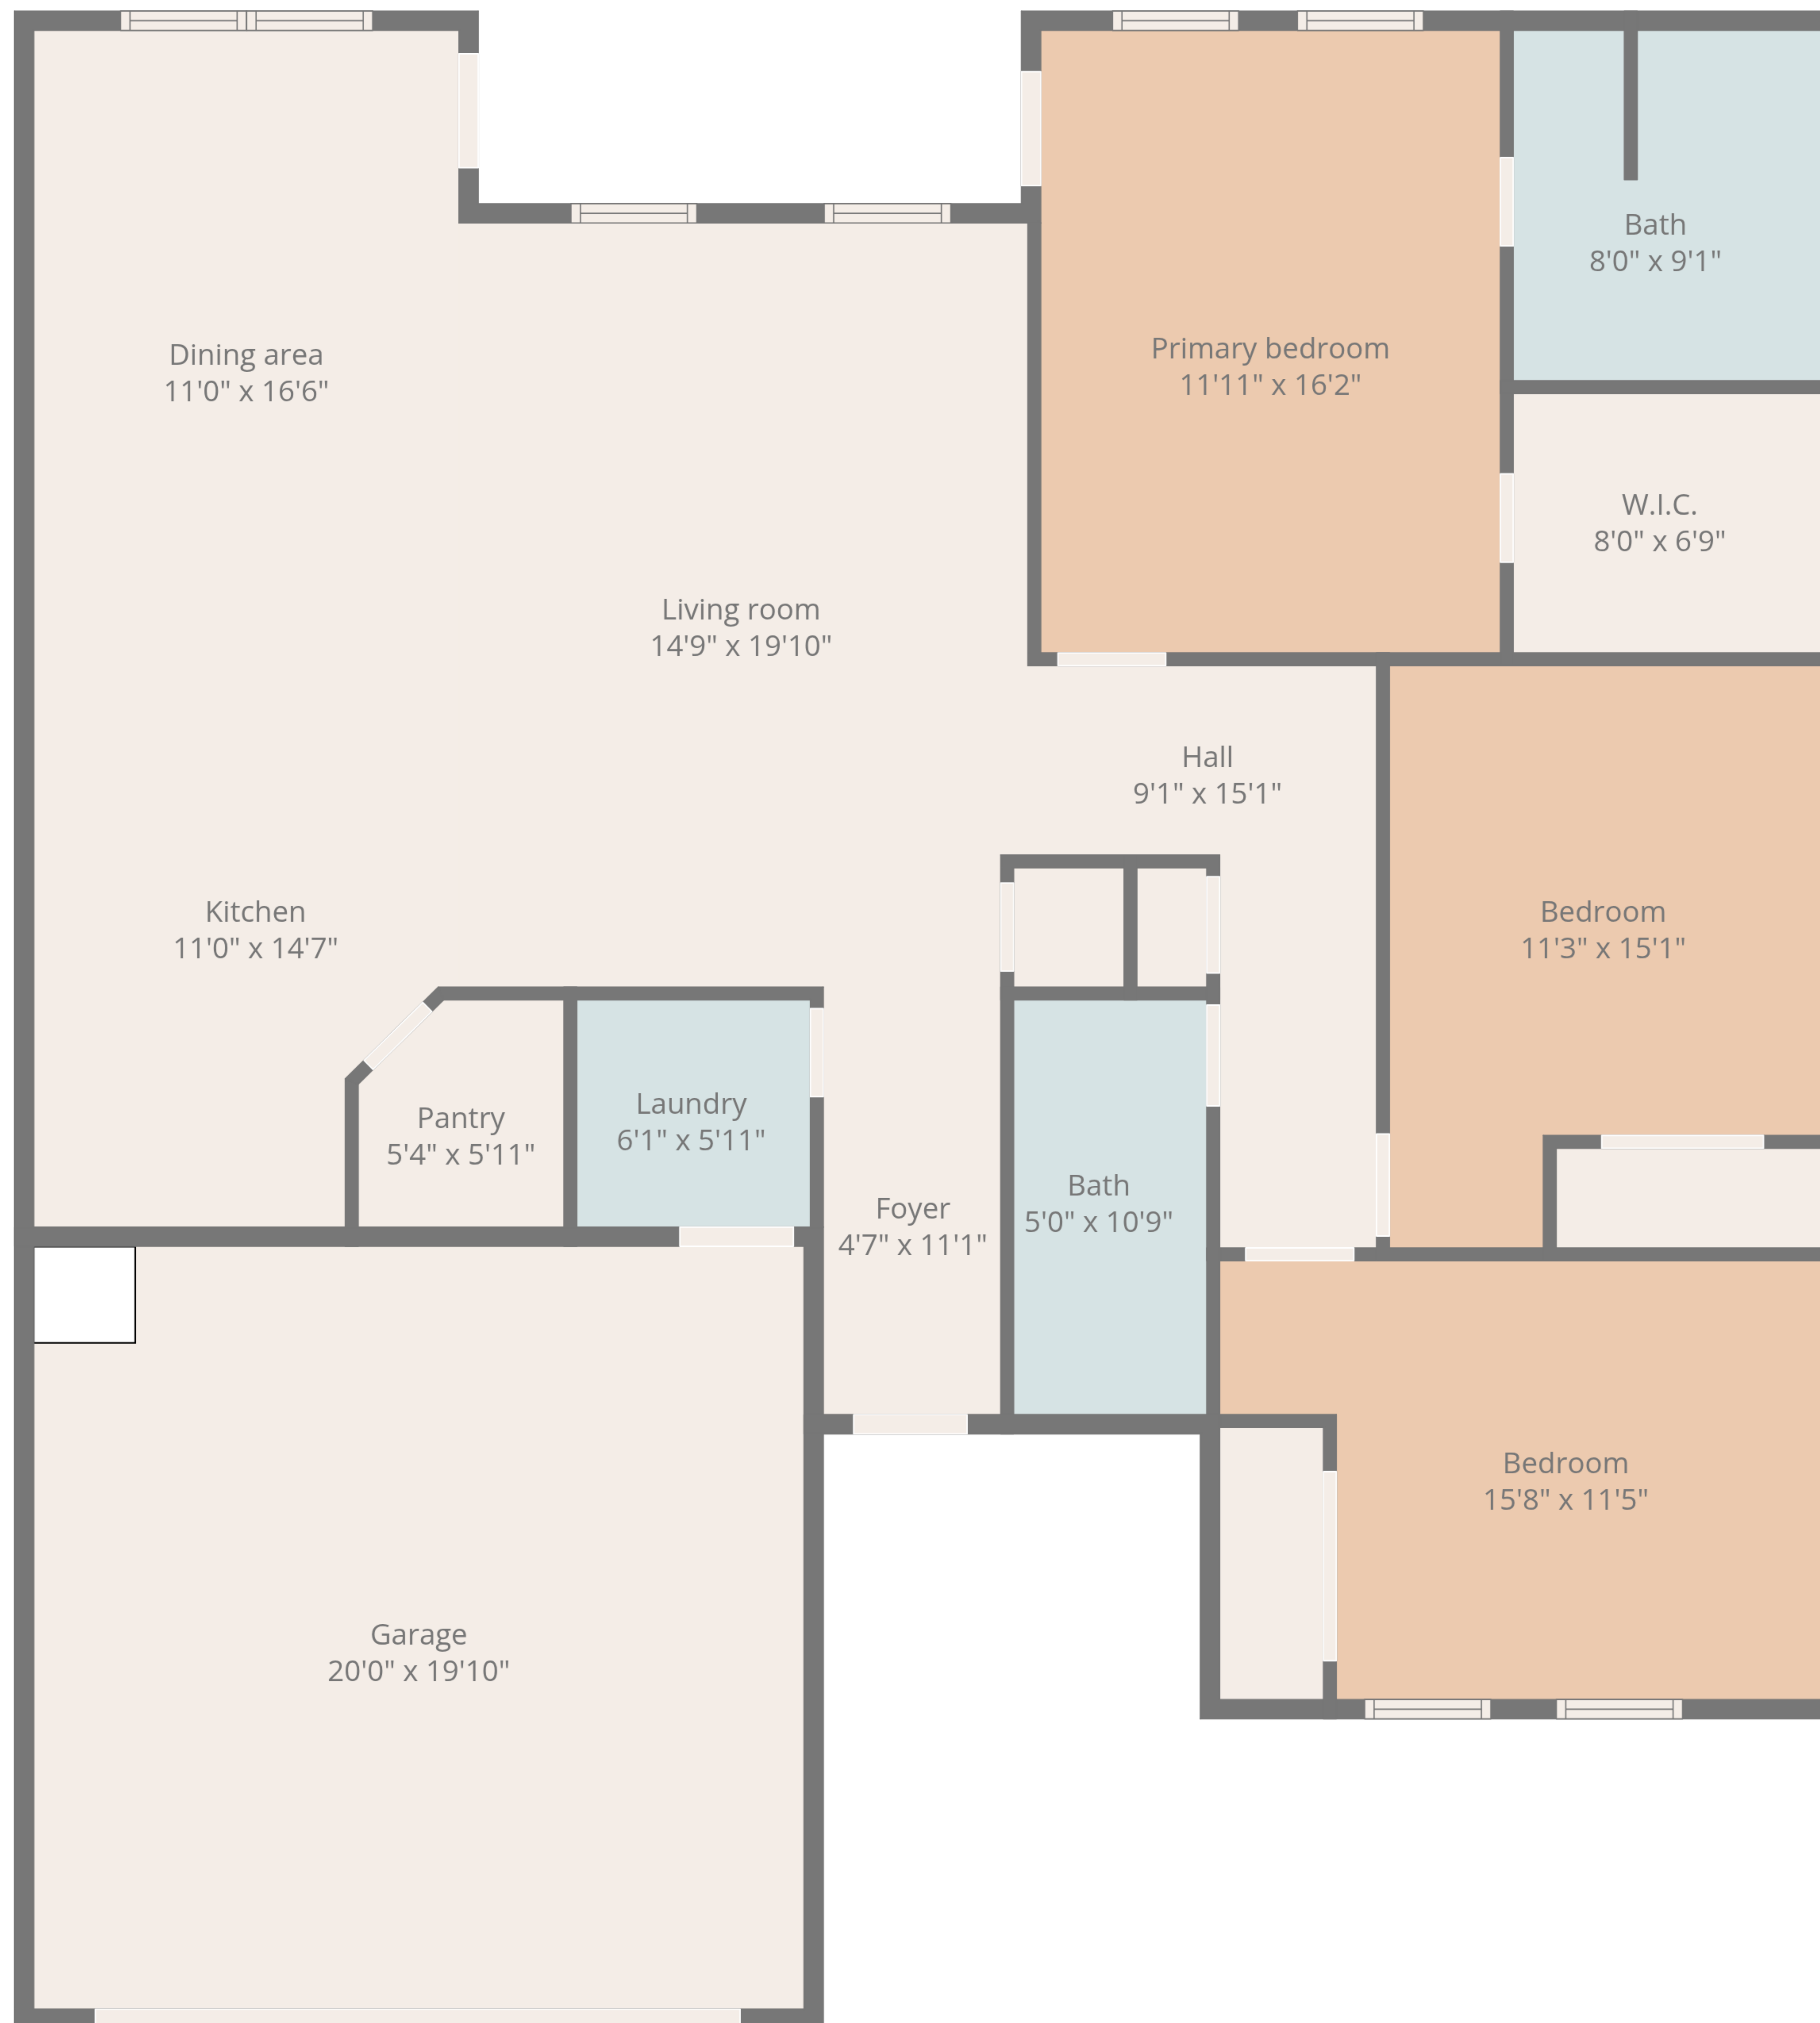 Dining area
11'0" x 16'6"
Primary bedroom
11'11" x 16'2"
Bath
8'0" x 9'1"
W.I.C.
8'0" x 6'9"
Living room
14'9" x 19'10"
Hall
9'1" x 15'1"
Kitchen
11'0" x 14'7"
Bedroom
11'3" x 15'1"
Pantry
5'4" x 5'11"
Laundry
6'1" x 5'11"
Foyer
4'7" x 11'1"
Bath
5'0" x 10'9"
Bedroom
15'8" x 11'5"
Garage
20'0" x 19'10"